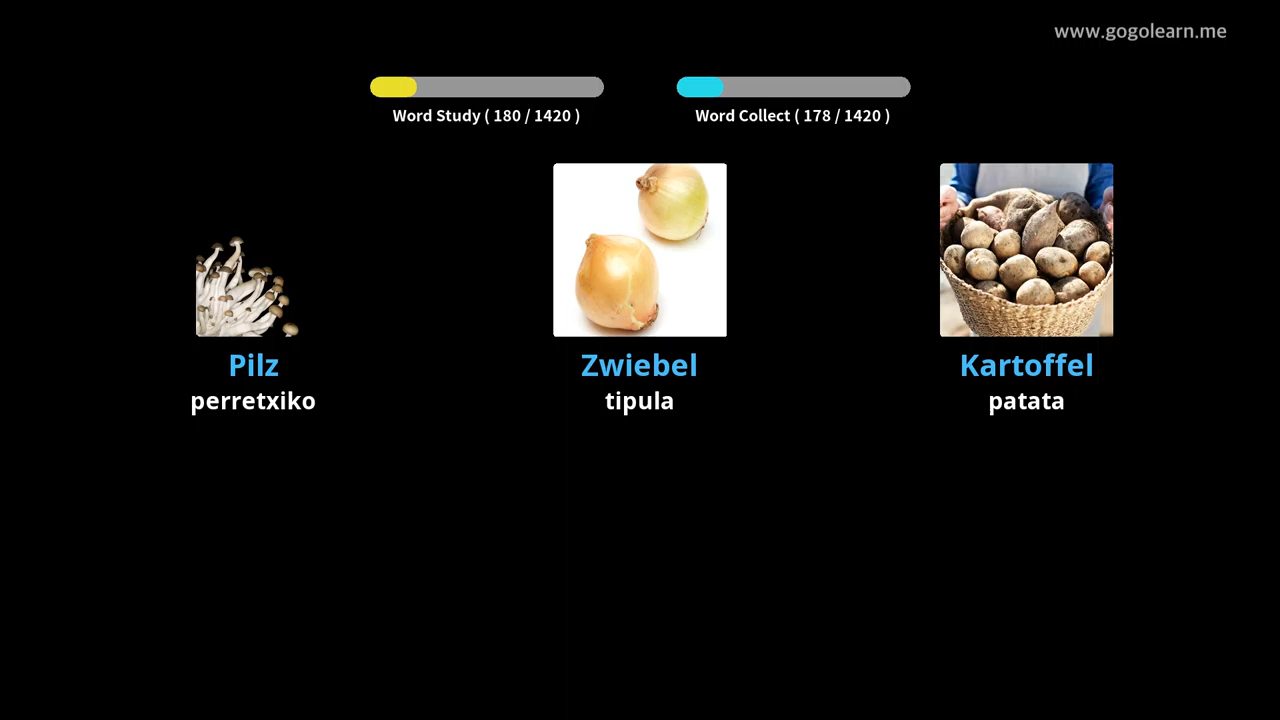 www.gogolearn.me
Word Study ( 180 / 1420 )
Word Collect ( 178 / 1420 )
Pilz
perretxiko
Zwiebel
tipula
Kartoffel
patata